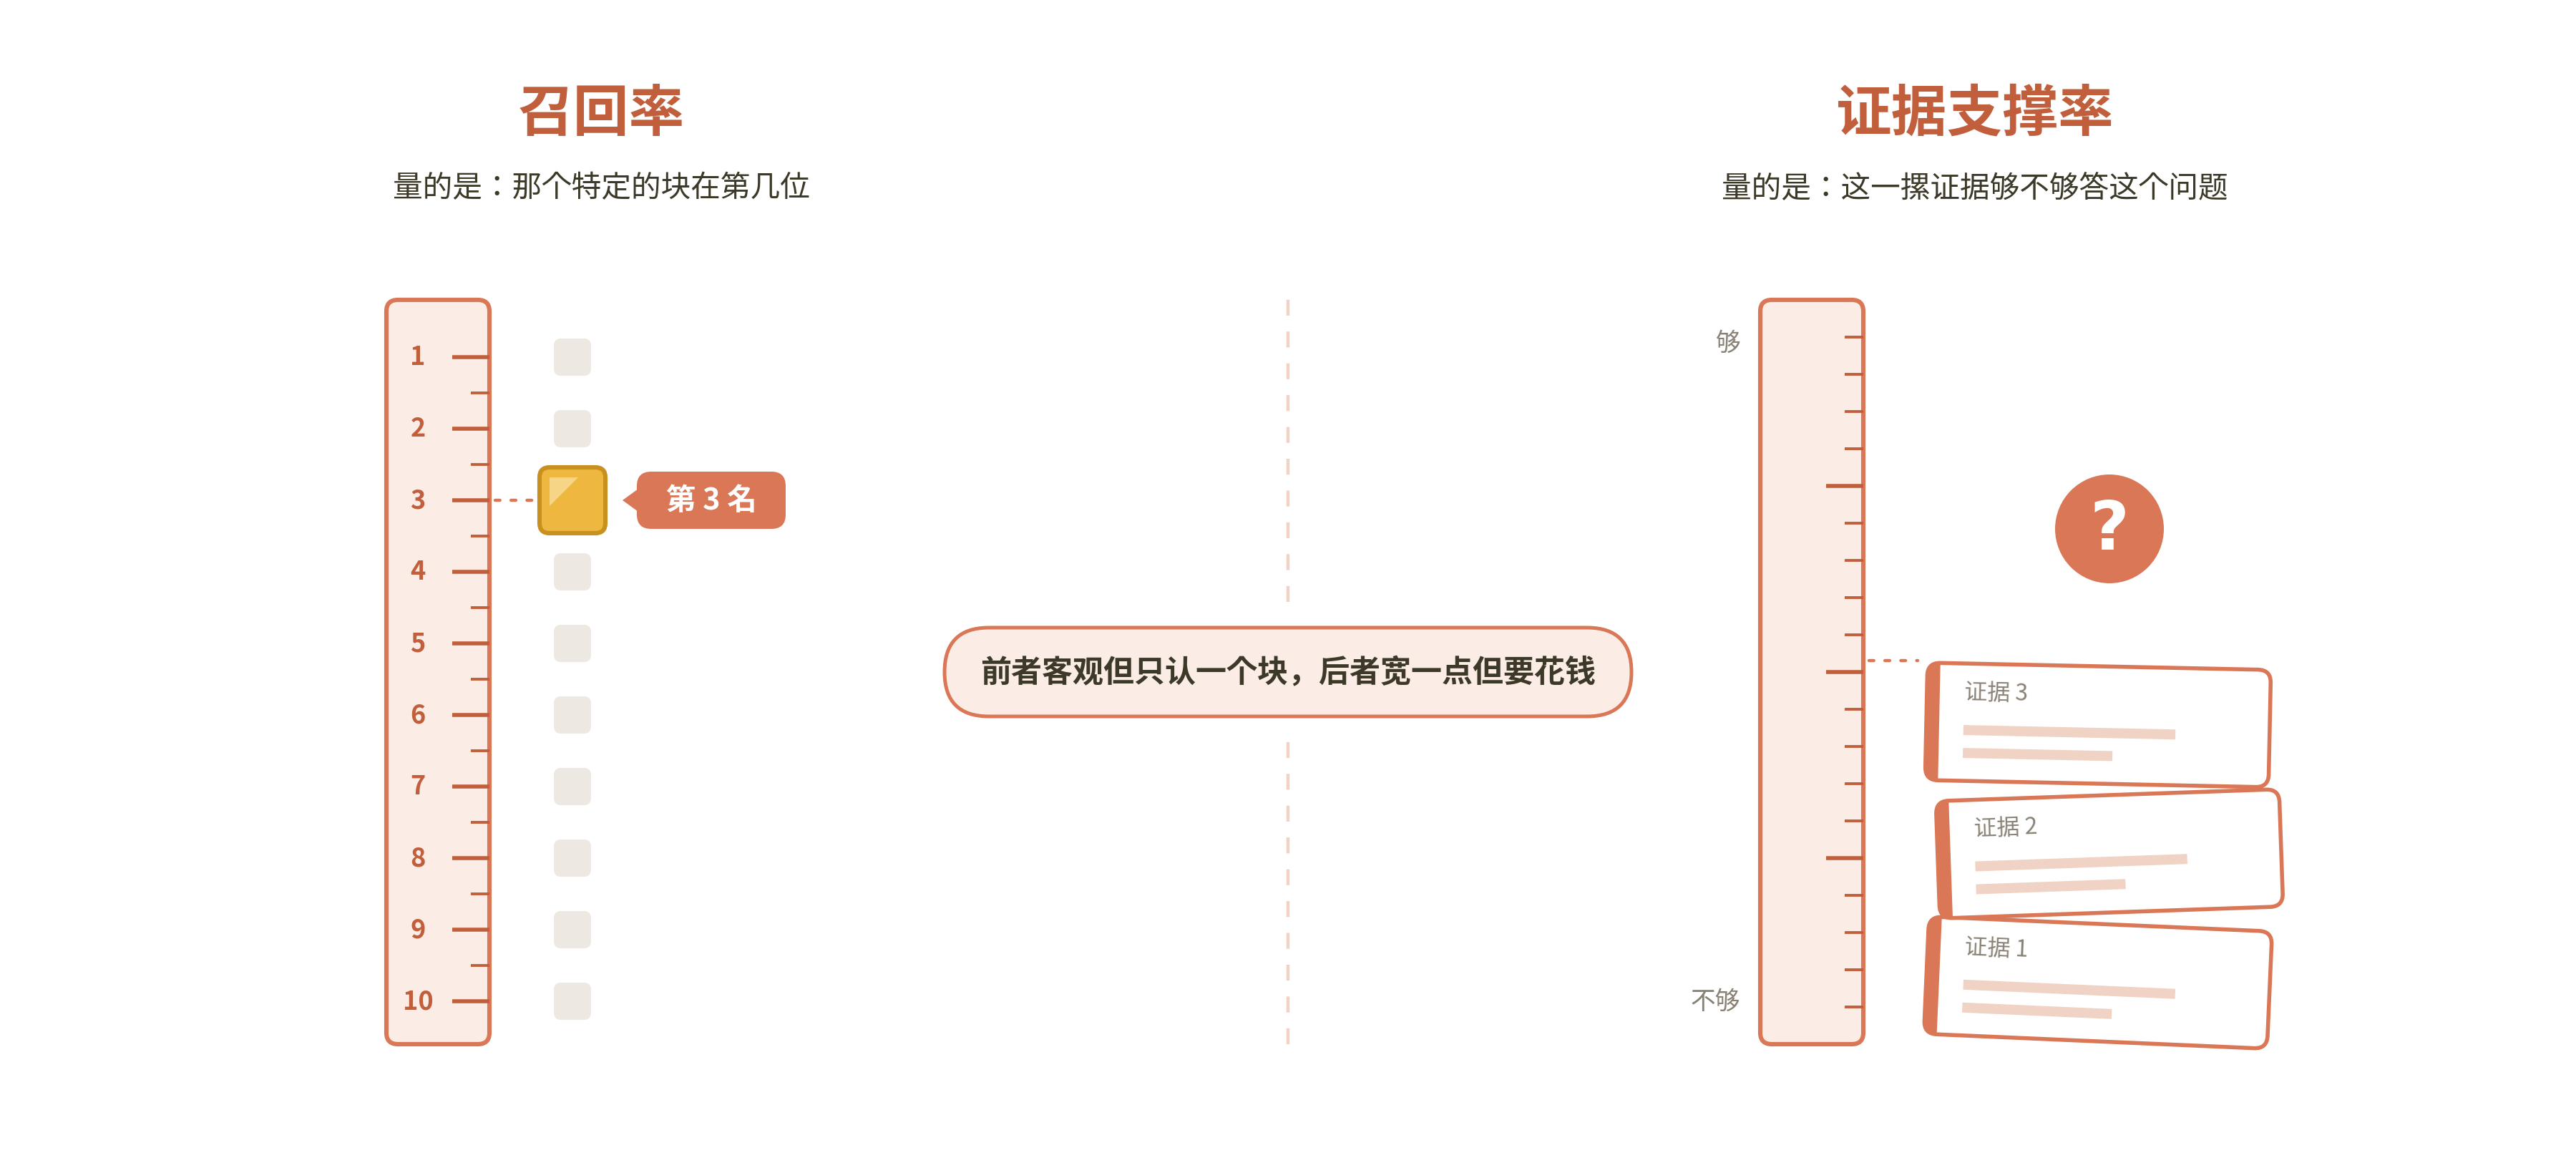 召回率
量的是：那个特定的块在第几位
1
2
3
第 3 名
4
5
6
7
8
9
10
前者客观但只认一个块，后者宽一点但要花钱
证据支撑率
量的是：这一摞证据够不够答这个问题
够
?
证据 3
证据 2
证据 1
不够